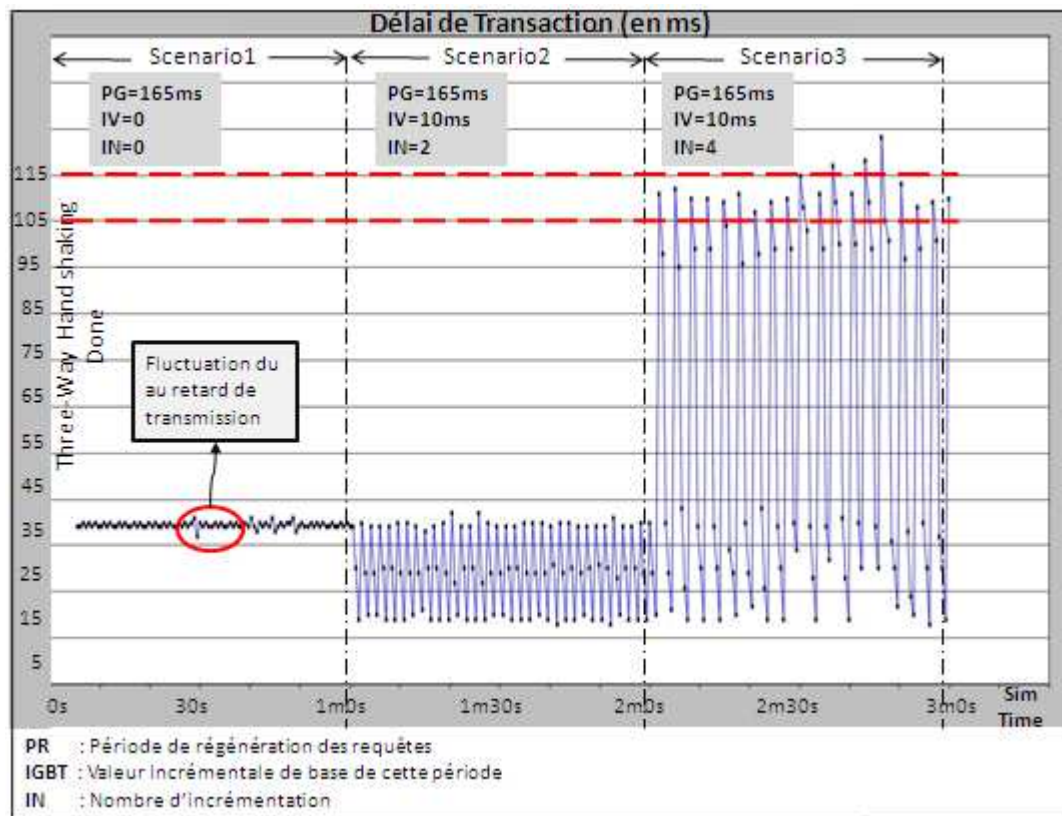 Délai de Transaction (en ms)
Scenario1
Scenario2
Scenario3
PG=165ms
IV=0
IN=0
PG=165ms
IV=10ms
IN=2
PG=165ms
IV=10ms
IN=4
115
105
95
85
75
65
55
45
35
25
15
5
Three-Way Hand shaking
Done
Fluctuation du
au retard de
transmission
0s
30s
1m0s
1m30s
2m0s
2m30s
3m0s
Sim
Time
PR : Période de régénération des requêtes
IGBT : Valeur incrémentale de base de cette période
IN : Nombre d'incrémentation